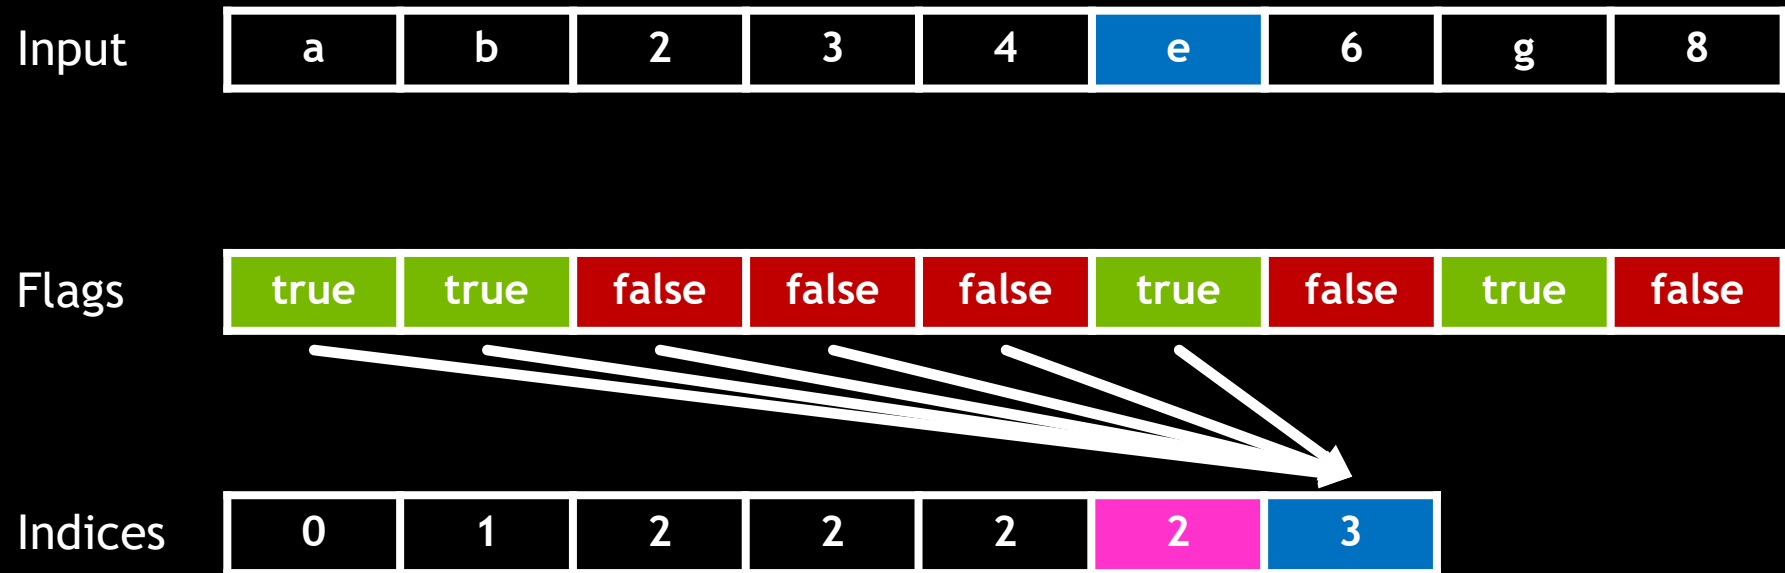 Input a b 2 3 4 e 6 g 8
Flags true true false false false true false true false
Indices 0 1 2 2 2 2 3